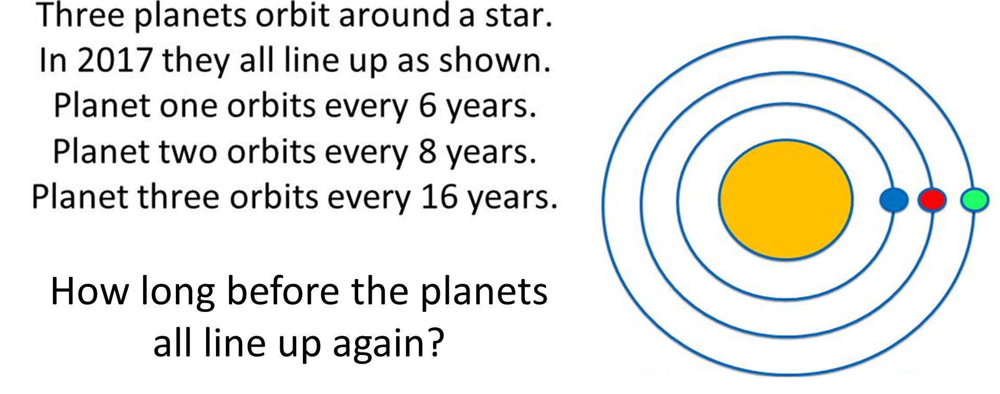 Three planets orbit around a star.
In 2017 they all line up as shown.
Planet one orbits every 6 years.
Planet two orbits every 8 years.
Planet three orbits every 16 years.
How long before the planets
all line up again?